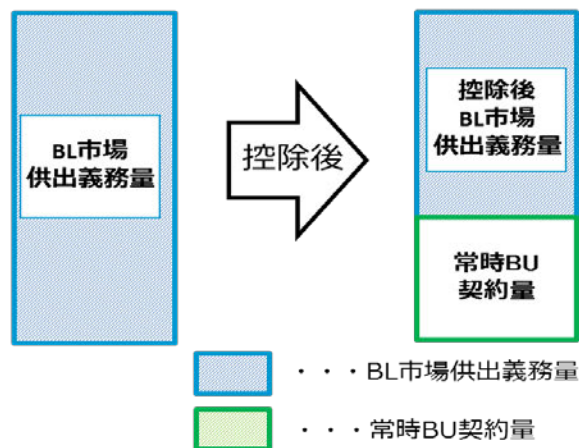 BL市場
供出義務量
控除後
控除後
BL市場
供出義務量
常時BU
契約量
・・・BL市場供出義務量
・・・常時BU契約量